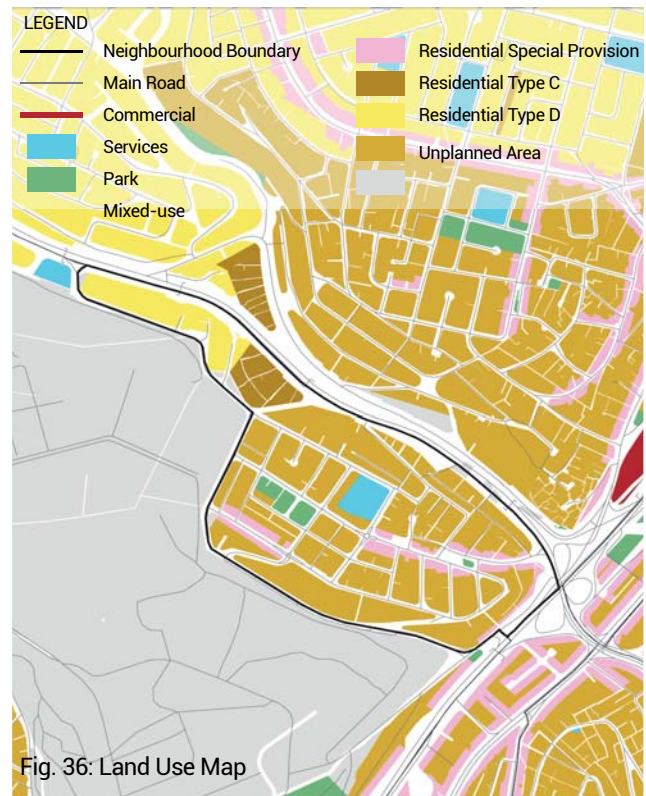 LEGEND
Neighbourhood Boundary
Main Road
Commercial
Services
Park
Mixed-use
Residential Special Provision
Residential Type C
Residential Type D
Unplanned Area
Fig. 36: Land Use Map